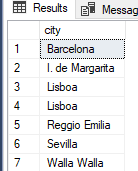 Results
Messag
city
1 Barcelona
2 I. de Margarita
3 Lisboa
4 Lisboa
5 Reggio Emilia
6 Sevilla
7 Walla Walla